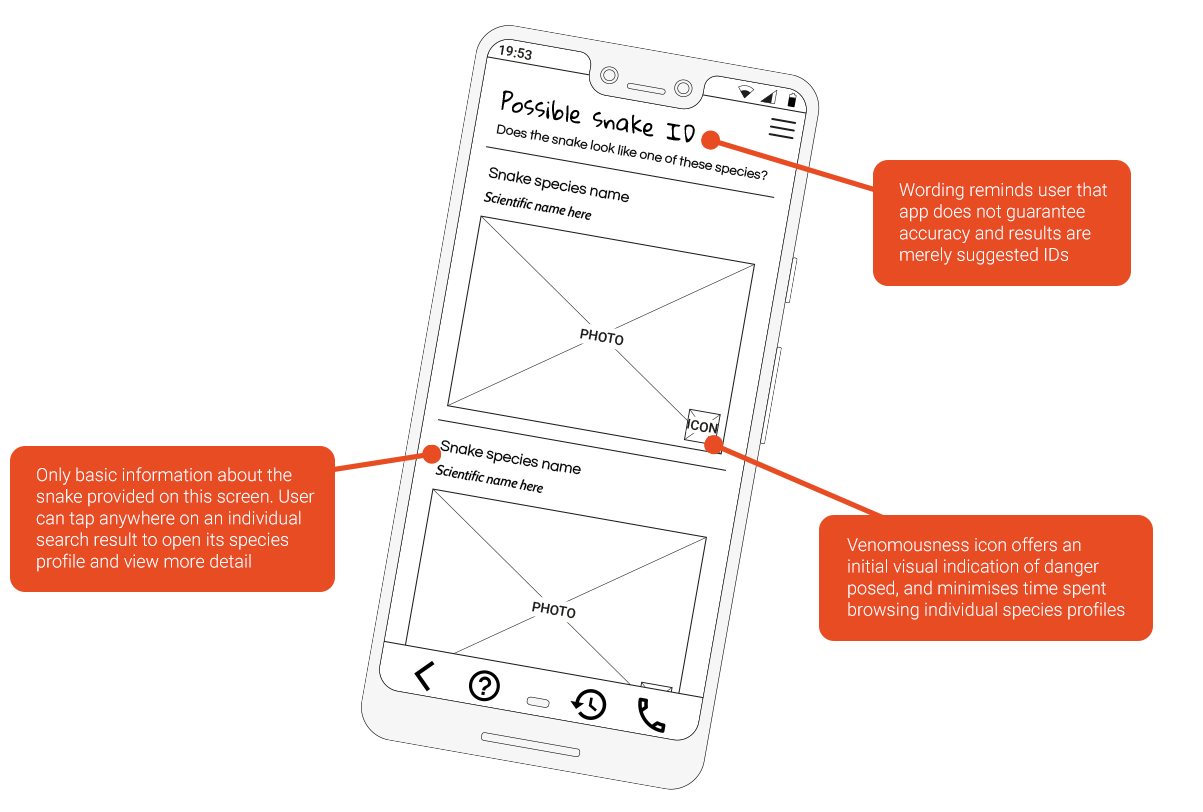 19:53
Possible snake ID
Does the snake look like one of these species?
Snake species name
Scientific name here
PHOTO
ICON
Snake species name
Scientific name here
PHOTO
Wording reminds user that
app does not guarantee
accuracy and results are
merely suggested IDs
Only basic information about the
snake provided on this screen. User
can tap anywhere on an individual
search result to open its species
profile and view more detail
Venomousness icon offers an
initial visual indication of danger
posed, and minimises time spent
browsing individual species profiles